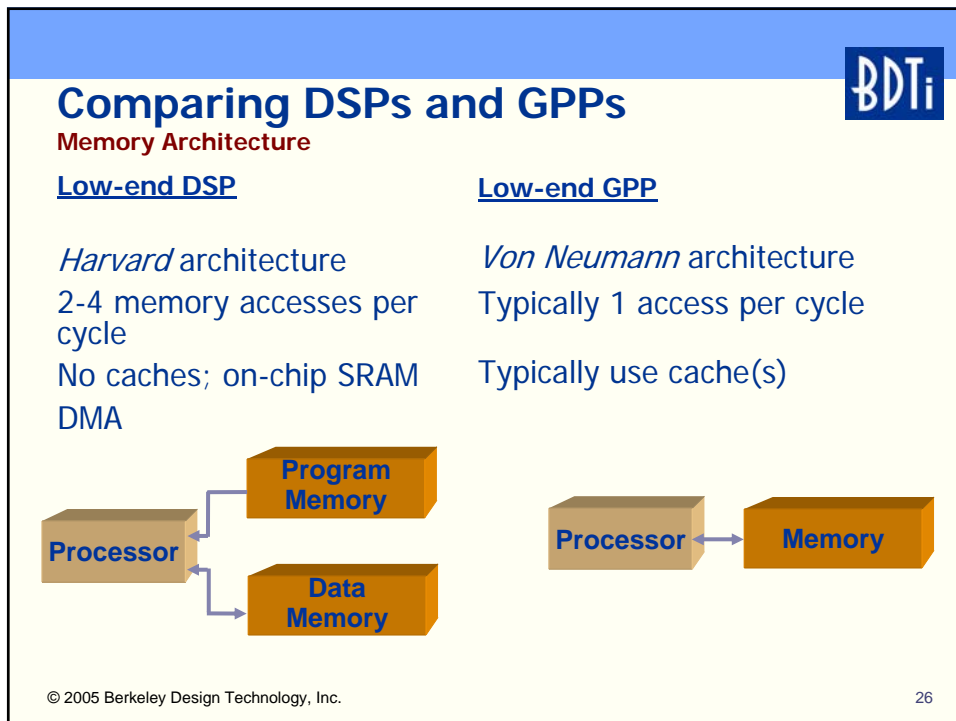 BDTi
Comparing DSPs and GPPs
Memory Architecture
Low-end DSP
Harvard architecture
2-4 memory accesses per
cycle
No caches; on-chip SRAM
DMA
Low-end GPP
Von Neumann architecture
Typically 1 access per cycle
Typically use cache(s)
Program
Memory
Processor
Data
Memory
Processor
Memory
© 2005 Berkeley Design Technology, Inc.
26